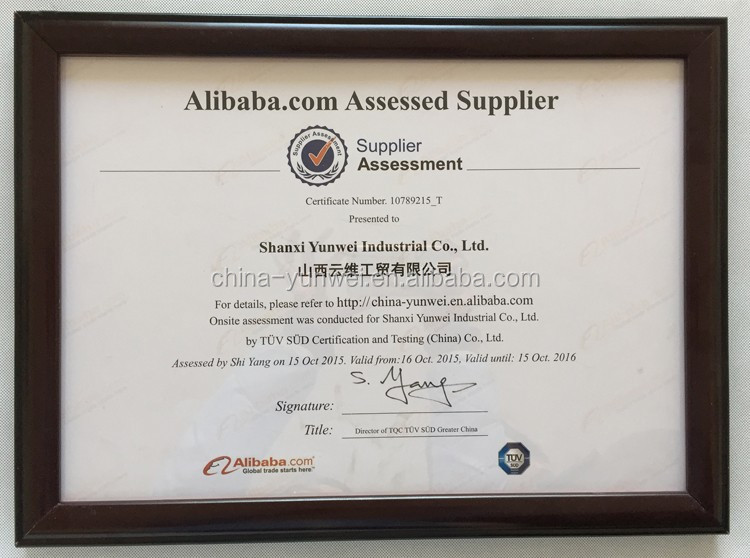 Alibaba.com Assessed Supplier
Supplier Assessment
Supplier
Assessment
Certificate Number. 10789215_T
Presented to
Shanxi Yunwei Industrial Co., Ltd.
山西云维工贸有限公司
china-yunwei.en.alibaba.com
For details, please refer to http://china-yunwei.en.alibaba.com
Onsite assessment was conducted for Shanxi Yunwei Industrial Co., Ltd.
by TÜV SÜD Certification and Testing (China) Co., Ltd.
Assessed by Shi Yang on 15 Oct 2015. Valid from:16 Oct. 2015, Valid until: 15 Oct. 2016
S. Yang
Signature:
Title: Director of TQC TÜV SÜD Greater China
Alibaba.com®
Global trade starts here.™
TÜV
SÜD